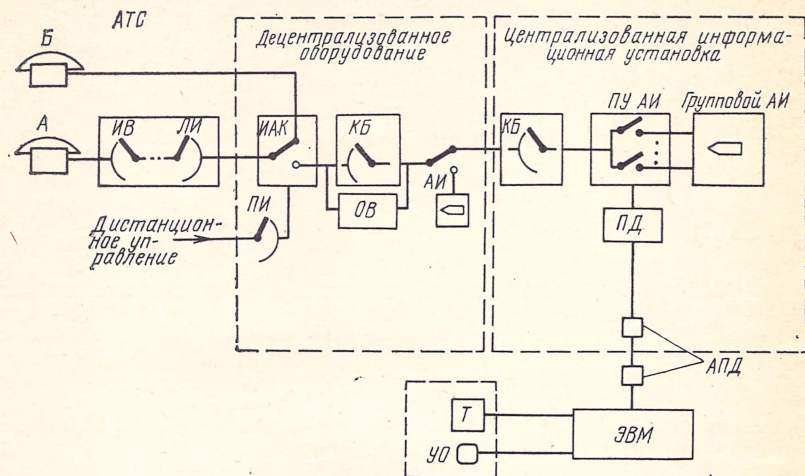 АТС
Децентрализованное
оборудование
Централизованная информа-
ционная установка
Б
А
ИВ
ЛИ
ИАК
КБ
КБ
ПУ АИ
Групповой АИ
АИ
ОВ
ПИ
ПД
Дистанцион-
ное уп-
равление
АПД
Т
ЭВМ
УО